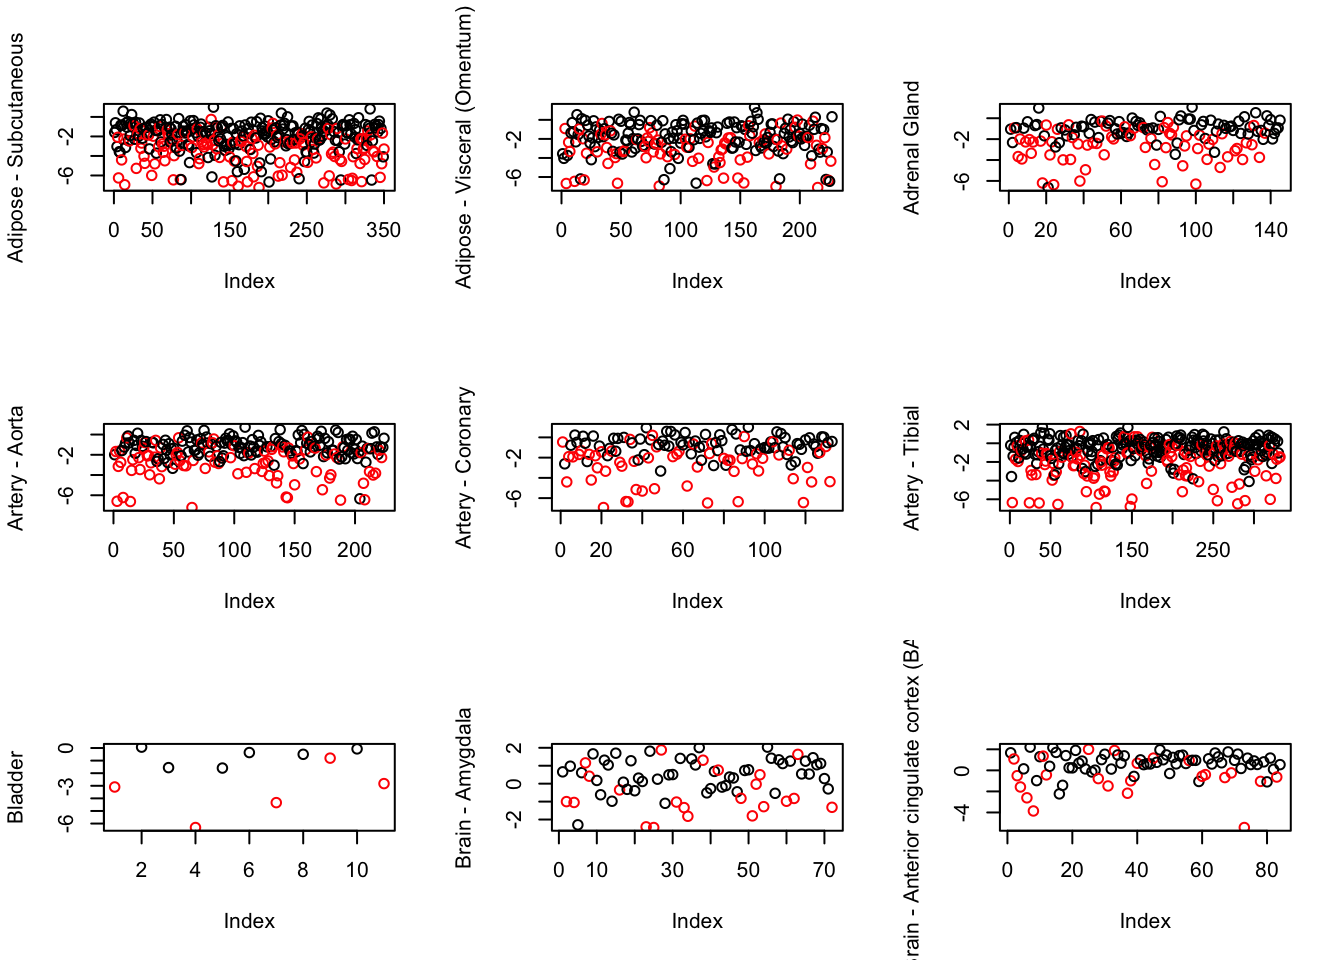 Adipose - Subcutaneous
-2
-6
0 50 150 250 350
Index
Adipose - Visceral (Omentum)
-2
-6
0 50 100 150 200
Index
Adrenal Gland
-2
-6
0 20 60 100 140
Index
Artery - Aorta
-2
-6
0 50 100 150 200
Index
Artery - Coronary
-2
-6
0 20 60 100
Index
Artery - Tibial
2
-2
-6
0 50 150 250
Index
Bladder
0
-3
-6
2 4 6 8 10
Index
Brain - Amygdala
2
0
-2
0 10 30 50 70
Index
rain - Anterior cingulate cortex (BA
0
-4
0 20 40 60 80
Index